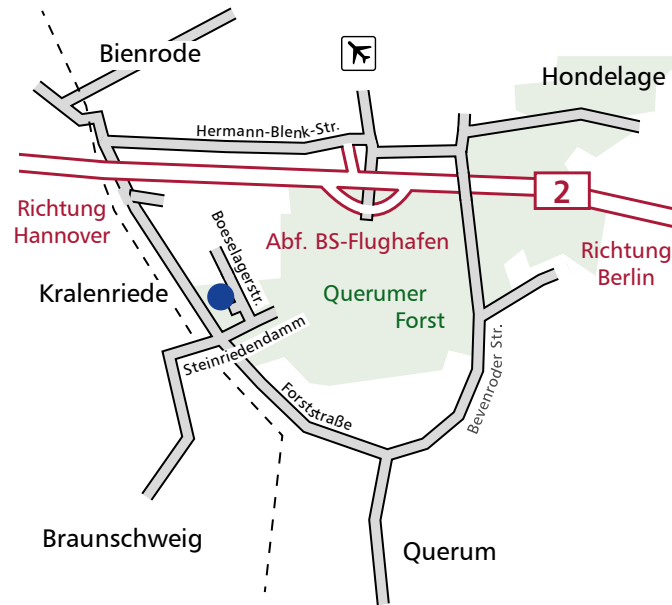 Bienrode
Hondelage
Hermann-Blenk-Str.
2
Richtung
Hannover
Boeselagerstr.
Abf. BS-Flughafen
Richtung
Berlin
Kralenriede
Querumer
Forst
Steinriedendamm
Bevenroder Str.
Forststraße
Braunschweig
Querum